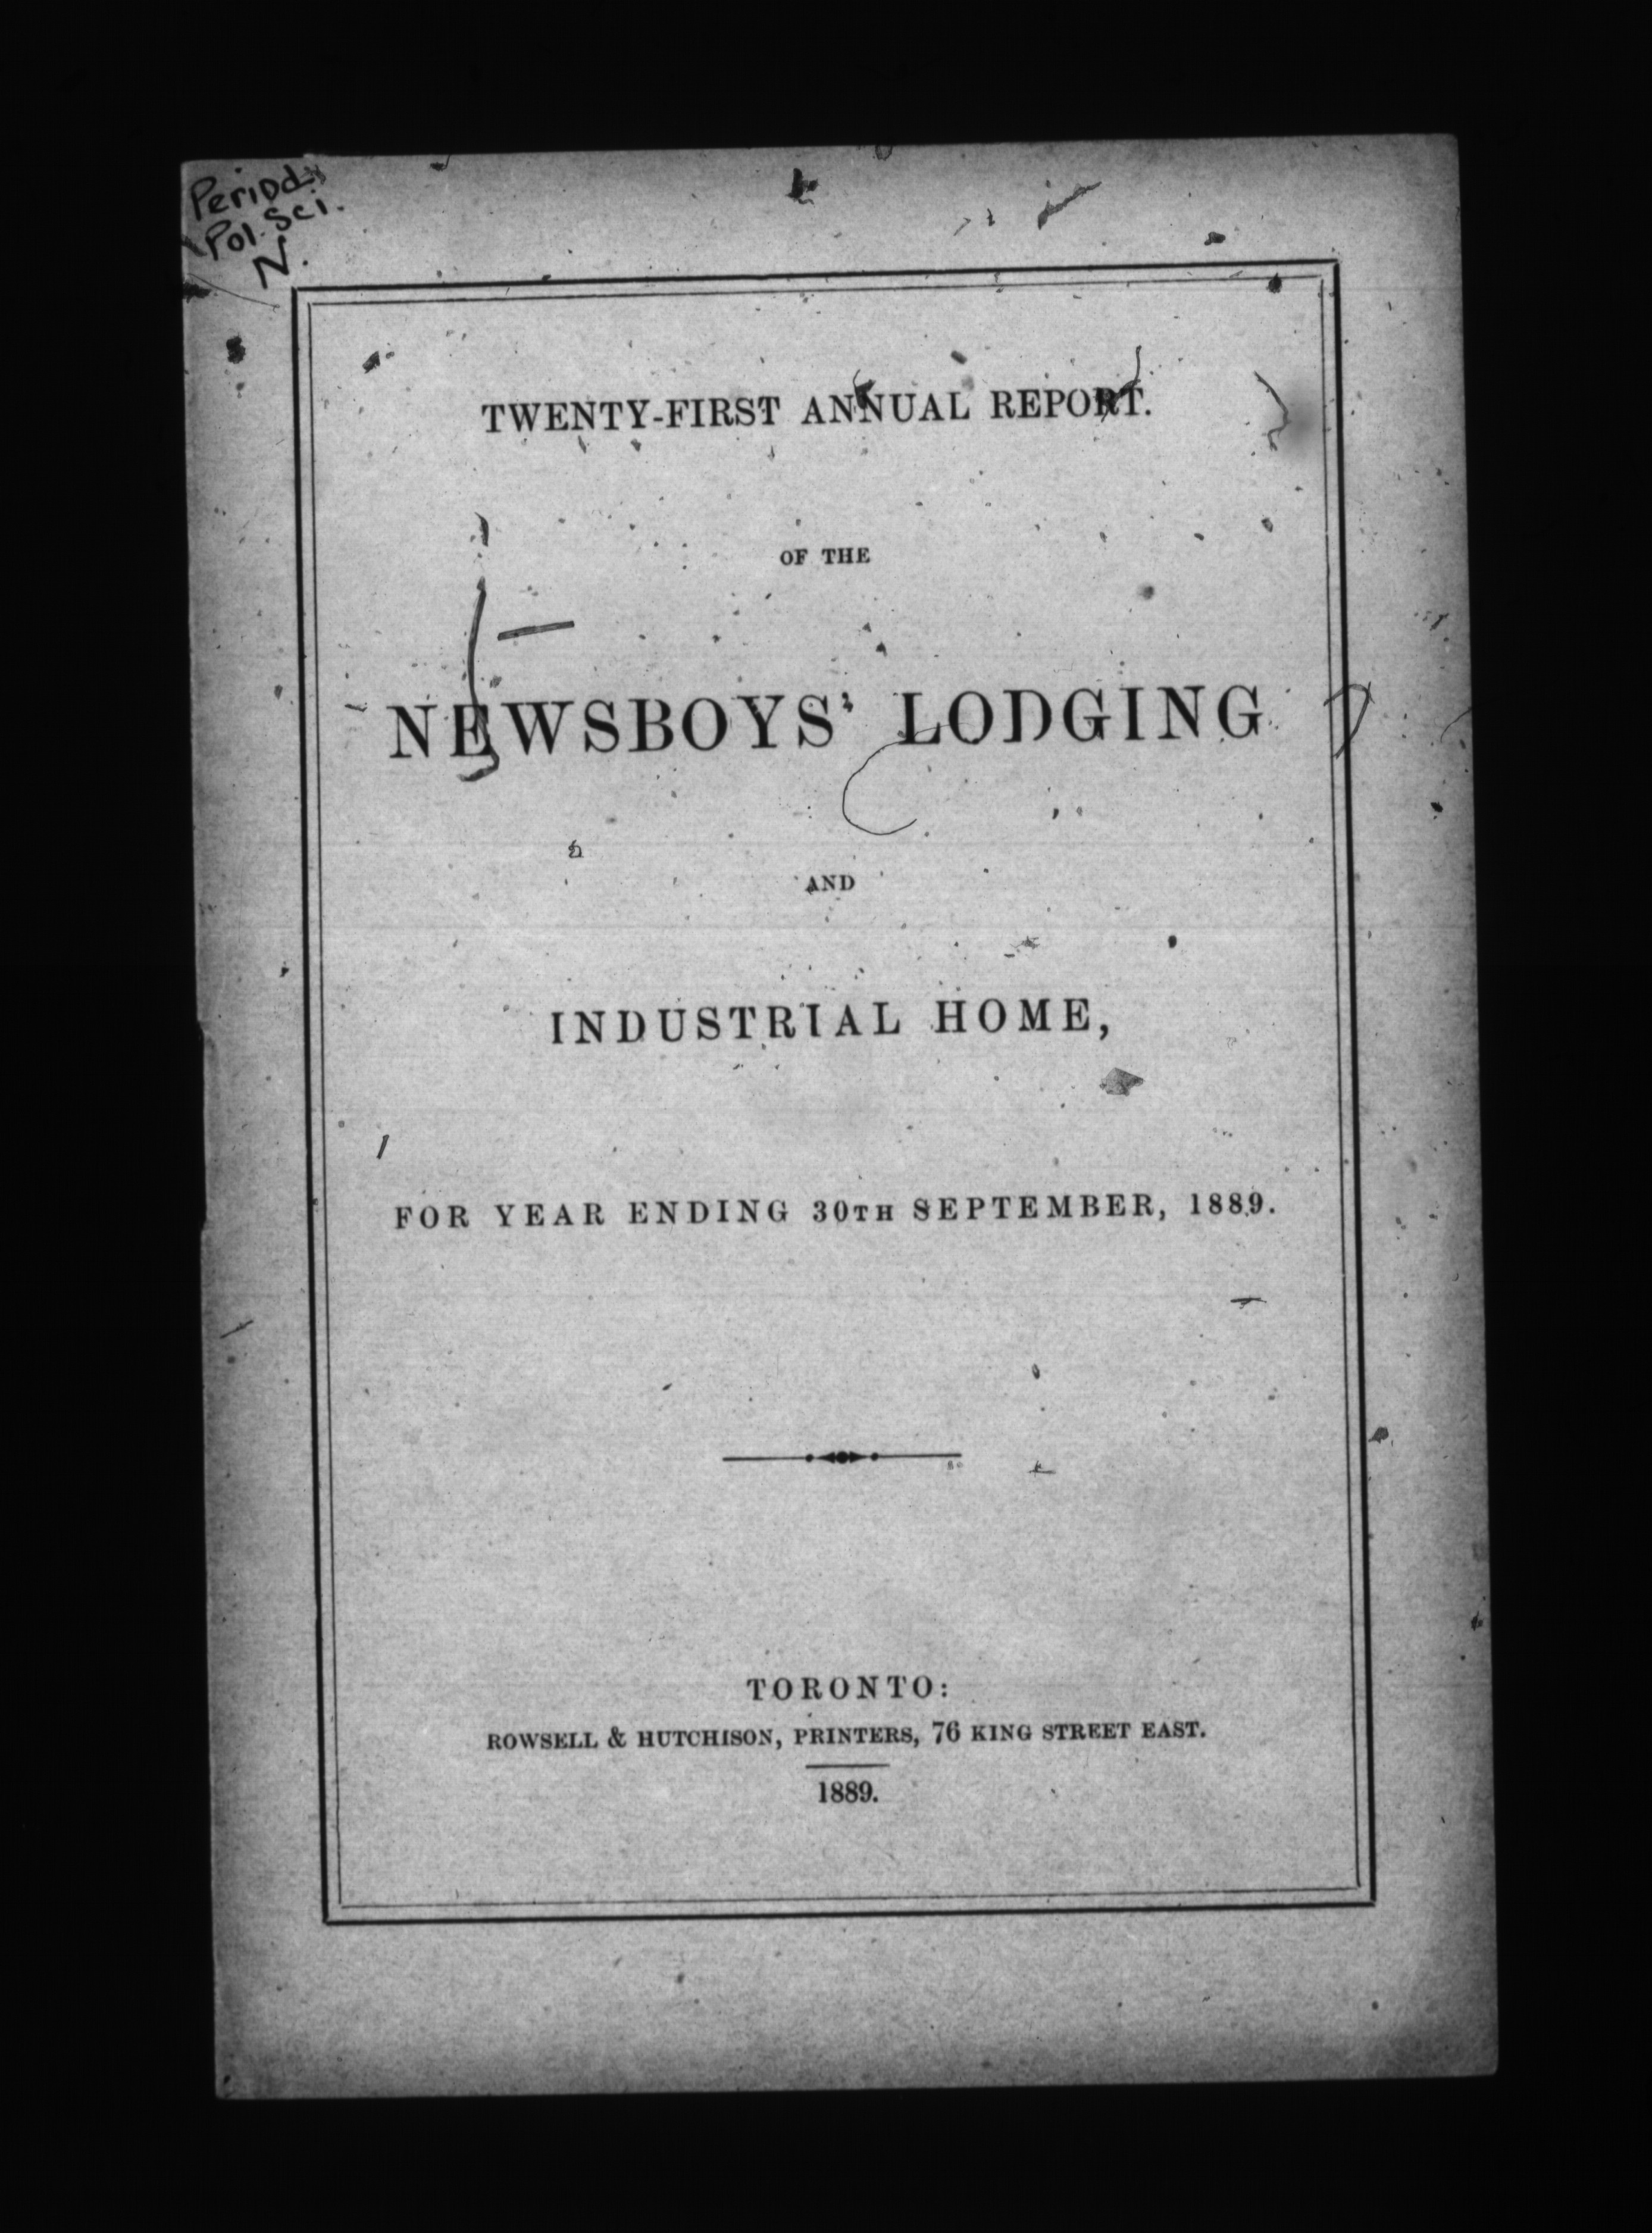 Period
Pol. Sci.
N.
TWENTY-FIRST ANNUAL REPORT.
OF THE
NEWSBOYS' LODGING
AND
INDUSTRIAL HOME,
FOR YEAR ENDING 30TH SEPTEMBER, 1889.
TORONTO:
ROWSELL & HUTCHISON, PRINTERS, 76 KING STREET EAST.
1889.